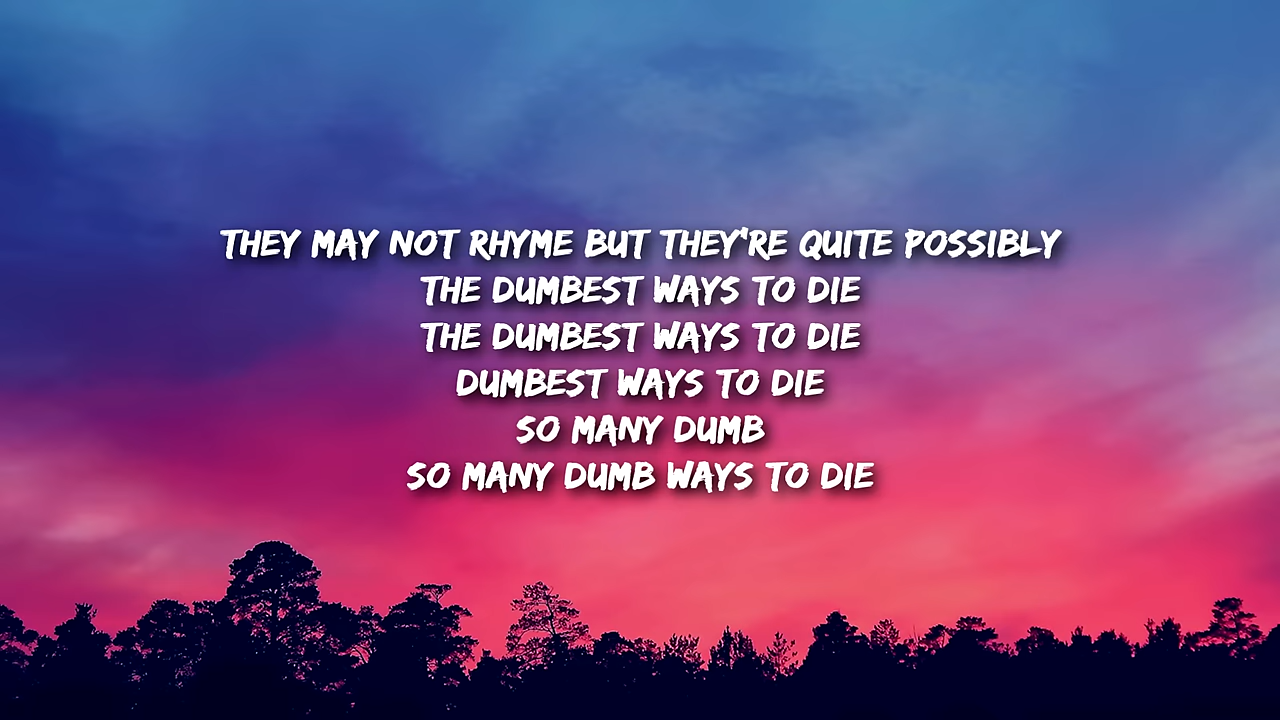 THEY MAY NOT RHYME BUT THEY'RE QUITE POSSIBLY
THE DUMBEST WAYS TO DIE
THE DUMBEST WAYS TO DIE
DUMBEST WAYS TO DIE
SO MANY DUMB
SO MANY DUMB WAYS TO DIE